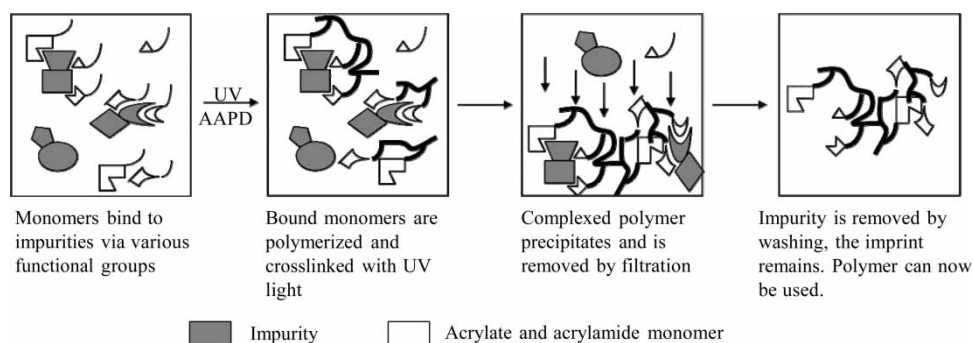 UV
AAPD
Monomers bind to
impurities via various
functional groups
Bound monomers are
polymerized and
crosslinked with UV
light
Complexed polymer
precipitates and is
removed by filtration
Impurity is removed by
washing, the imprint
remains. Polymer can now
be used.
Impurity
Acrylate and acrylamide monomer